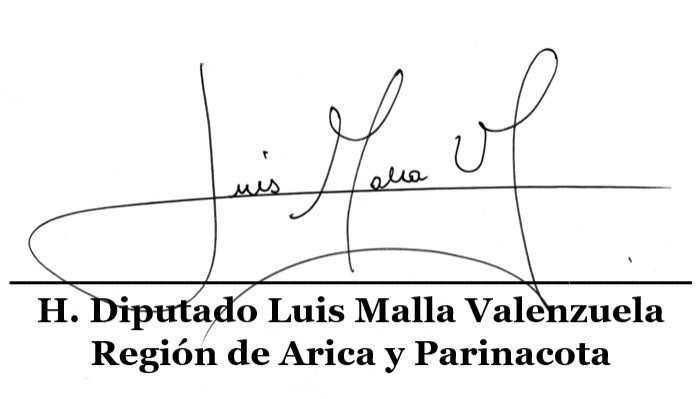 Luis Malla V
H. Diputado Luis Malla Valenzuela
Región de Arica y Parinacota